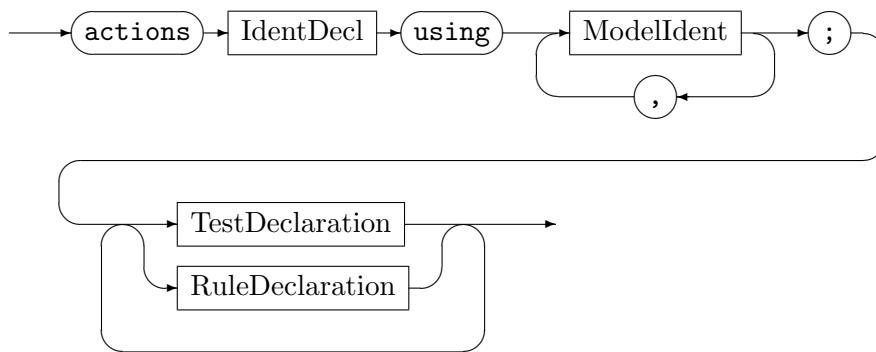 actions IdentDecl using ModelIdent ;
,
TestDeclaration
RuleDeclaration